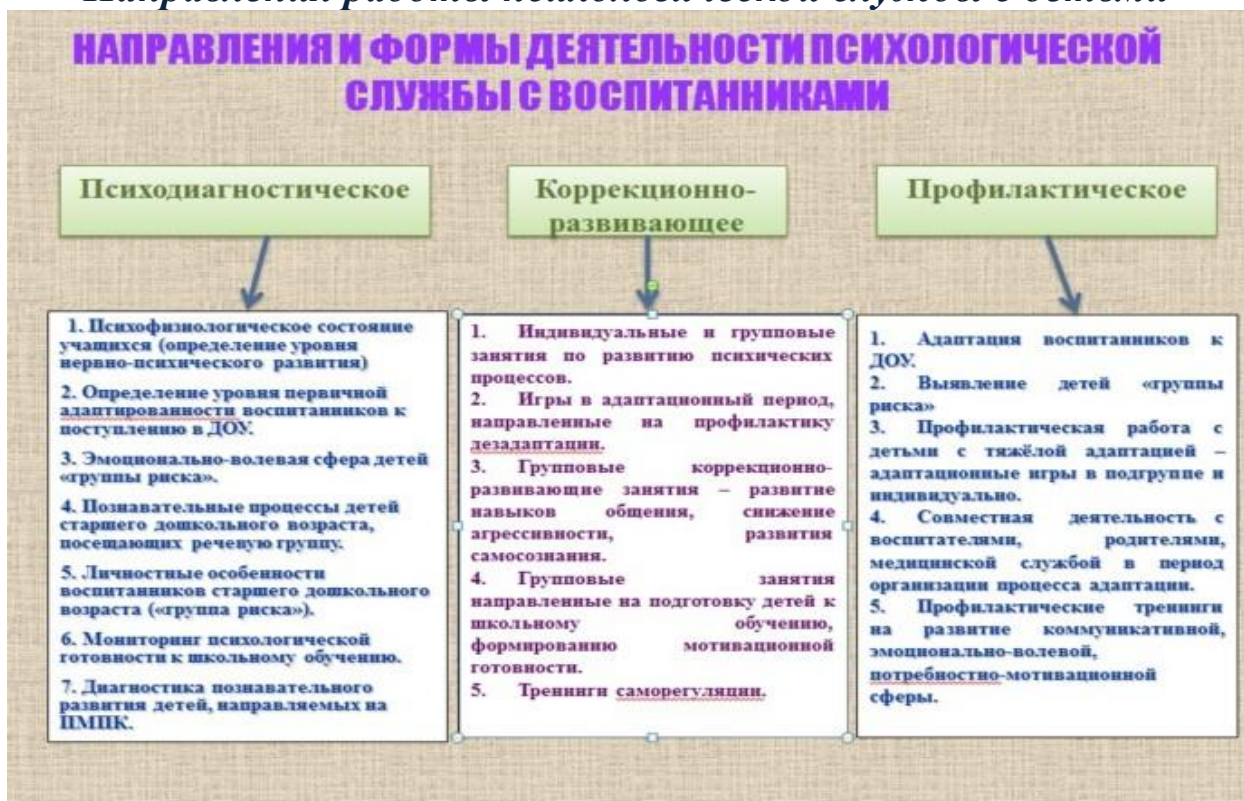 НАПРАВЛЕНИЯ И ФОРМЫ ДЕЯТЕЛЬНОСТИ ПСИХОЛОГИЧЕСКОЙ
СЛУЖБЫ С ВОСПИТАННИКАМИ
Психодиагностическое
1. Психофизиологическое состояние
учащихся (определение уровня
нервно-психического развития)
2. Определение уровня первичной
адаптированности воспитанников к
поступлению в ДОУ.
3. Эмоционально-волевая сфера детей
«группы риска».
4. Познавательные процессы детей
старшего дошкольного возраста,
посещающих речевую группу.
5. Личностные особенности
воспитанников старшего дошкольного
возраста («группа риска»).
6. Мониторинг психологической
готовности к школьному обучению.
7. Диагностика познавательного
развития детей, направляемых на
ПМПК.
Коррекционно-
развивающее
1. Индивидуальные и групповые
занятия по развитию психических
процессов.
2. Игры в адаптационный период,
направленные на профилактику
дезадаптации.
3. Групповые коррекционно-
развивающие занятия – развитие
навыков общения, снижение
агрессивности, развития
самосознания.
4. Групповые занятия
направленные на подготовку детей к
школьному обучению,
формированию мотивационной
готовности.
5. Тренинги саморегуляции.
Профилактическое
1. Адаптация воспитанников к
ДОУ.
2. Выявление детей «группы
риска»
3. Профилактическая работа с
детьми с тяжёлой адаптацией –
адаптационные игры в подгруппе и
индивидуально.
4. Совместная деятельность с
воспитателями, родителями,
медицинской службой в период
организации процесса адаптации.
5. Профилактические тренинги
на развитие коммуникативной,
эмоционально-волевой,
потребностно-мотивационной
сферы.